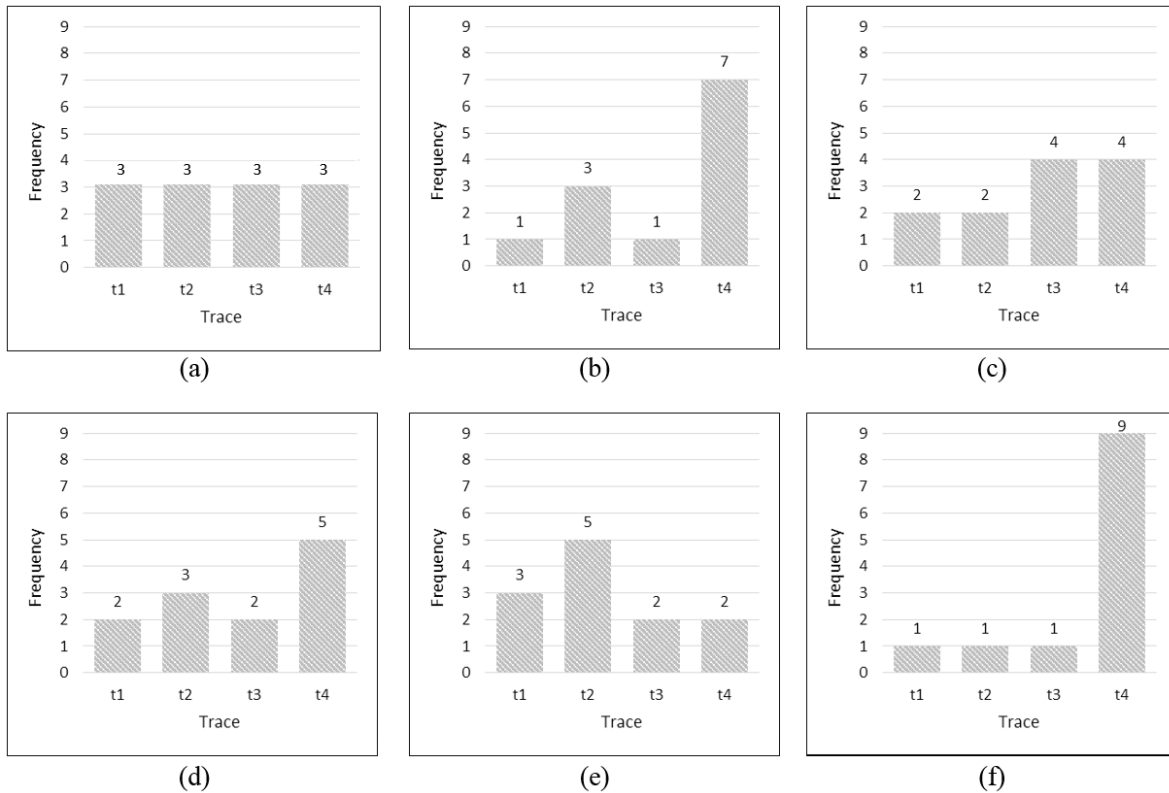 9
8
7
6
5
4
3
2
1
0
Frequency
3 3 3 3
t1 t2 t3 t4
Trace
(a)
9
8
7
6
5
4
3
2
1
0
Frequency
1 3 1 7
t1 t2 t3 t4
Trace
(b)
9
8
7
6
5
4
3
2
1
0
Frequency
2 2 4 4
t1 t2 t3 t4
Trace
(c)
9
8
7
6
5
4
3
2
1
0
Frequency
2 3 2 5
t1 t2 t3 t4
Trace
(d)
9
8
7
6
5
4
3
2
1
0
Frequency
3 5 2 2
t1 t2 t3 t4
Trace
(e)
9
8
7
6
5
4
3
2
1
0
Frequency
1 1 1 9
t1 t2 t3 t4
Trace
(f)